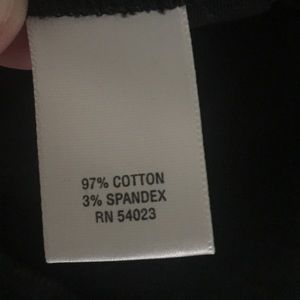 97% COTTON
3% SPANDEX
RN 54023